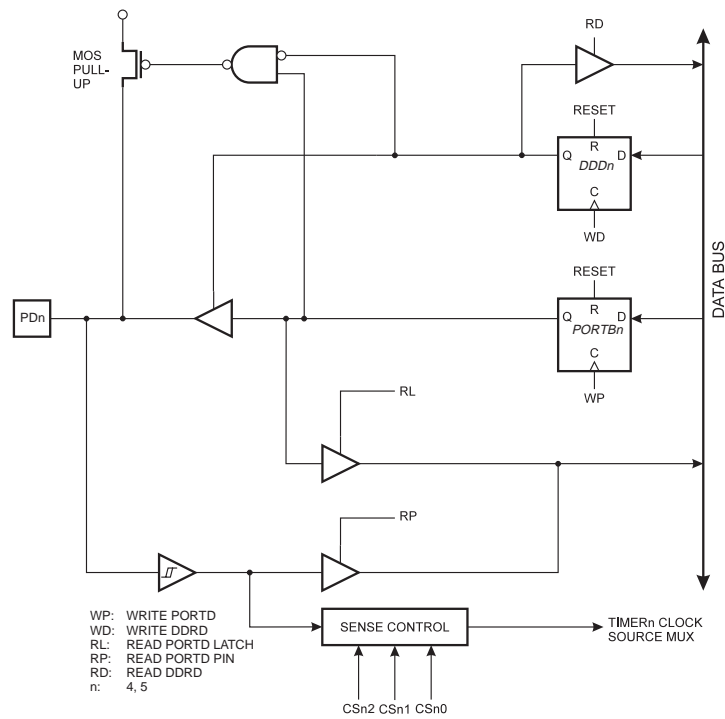 MOS
PULL-
UP
RD
RESET
R
Q
DDDn
D
C
WD
RESET
R
Q
PORTBn
D
C
WP
PDn
DATA BUS
RL
RP
SENSE CONTROL
TIMERn CLOCK
SOURCE MUX
CSn2 CSn1 CSn0
WP: WRITE PORTD
WD: WRITE DDRD
RL: READ PORTD LATCH
RP: READ PORTD PIN
RD: READ DDRD
n: 4, 5